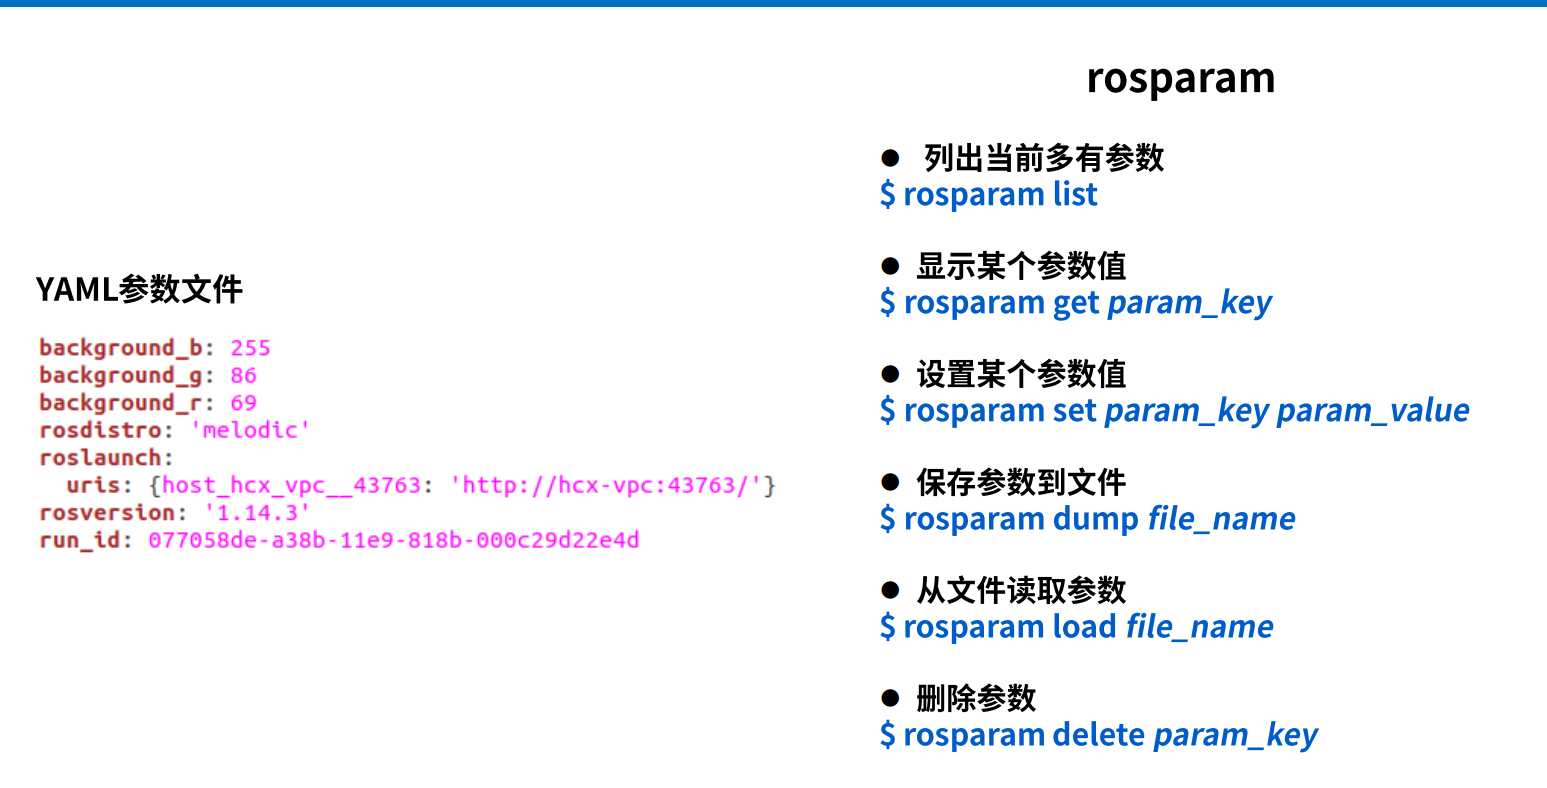 YAML参数文件
background_b: 255
background_g: 86
background_r: 69
rosdistro: 'melodic'
roslaunch:
  uris: {host_hcx_vpc__43763: 'http://hcx-vpc:43763/'}
rosversion: '1.14.3'
run_id: 077058de-a38b-11e9-818b-000c29d22e4d
rosparam
● 列出当前多有参数
$ rosparam list
● 显示某个参数值
$ rosparam get param_key
● 设置某个参数值
$ rosparam set param_key param_value
● 保存参数到文件
$ rosparam dump file_name
● 从文件读取参数
$ rosparam load file_name
● 删除参数
$ rosparam delete param_key